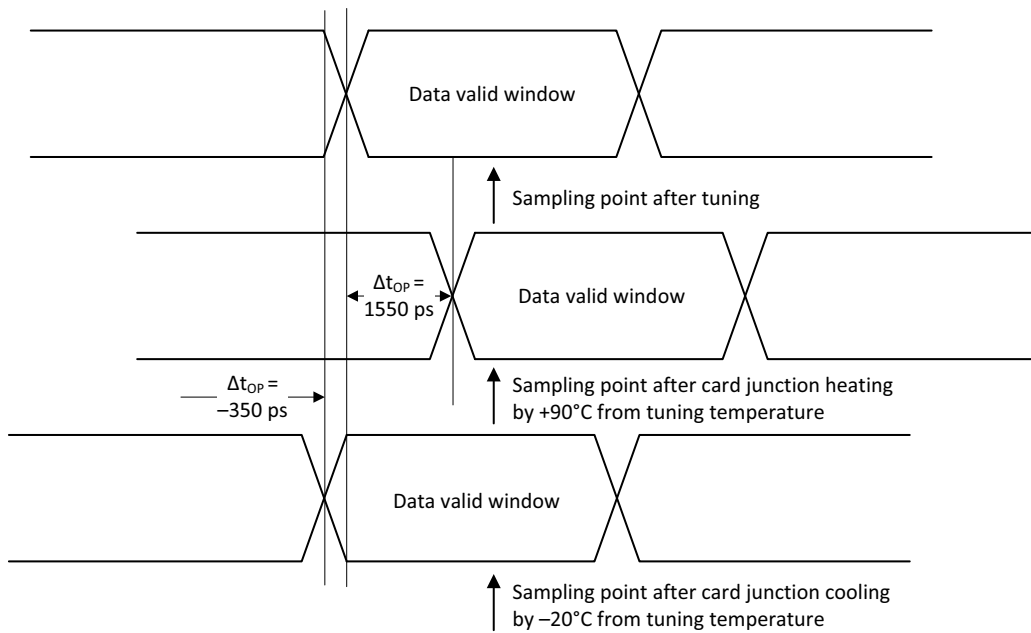 Data valid window
Sampling point after tuning
ΔtOP =
1550 ps
Data valid window
Sampling point after card junction heating
by +90°C from tuning temperature
ΔtOP =
–350 ps
Data valid window
Sampling point after card junction cooling
by –20°C from tuning temperature